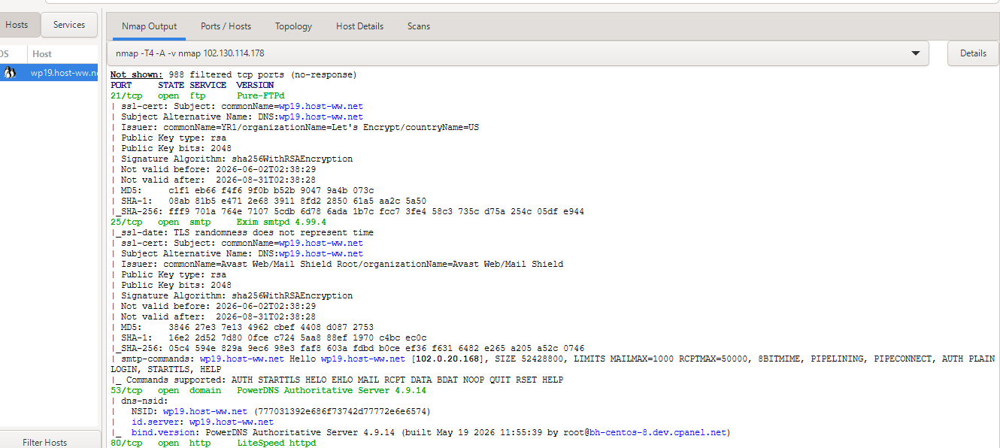 Hosts Services
Nmap Output Ports / Hosts Topology Host Details Scans
OS Host
nmap -T4 -A -v nmap 102.130.114.178 Details
wp19.host-ww.n
Not shown: 988 filtered tcp ports (no-response)
PORT STATE SERVICE VERSION
21/tcp open ftp Pure-FTPd
| ssl-cert: Subject: commonName=wp19.host-ww.net
| Subject Alternative Name: DNS:wp19.host-ww.net
| Issuer: commonName=YR1/organizationName=Let's Encrypt/countryName=US
| Public Key type: rsa
| Public Key bits: 2048
| Signature Algorithm: sha256WithRSAEncryption
| Not valid before: 2026-06-02T02:38:29
| Not valid after: 2026-08-31T02:38:28
| MD5: c1f1 eb66 f4f6 9f0b b52b 9047 9a4b 073c
| SHA-1: 08ab 81b5 e471 2e68 3911 8fd2 2850 61a5 aa2c 5a50
|_SHA-256: fff9 701a 764e 7107 5cdb 6d78 6ada 1b7c fcc7 3fe4 58c3 735c d75a 254c 05df e944
25/tcp open smtp Exim smtpd 4.99.4
|_ssl-date: TLS randomness does not represent time
| ssl-cert: Subject: commonName=wp19.host-ww.net
| Subject Alternative Name: DNS:wp19.host-ww.net
| Issuer: commonName=Avast Web/Mail Shield Root/organizationName=Avast Web/Mail Shield
| Public Key type: rsa
| Public Key bits: 2048
| Signature Algorithm: sha256WithRSAEncryption
| Not valid before: 2026-06-02T02:38:29
| Not valid after: 2026-08-31T02:38:28
| MD5: 3846 27e3 7e13 4962 cbef 4408 d087 2753
| SHA-1: 16e2 2d52 7d80 0fce c724 5aa8 88ef 1970 c4bc ec0c
|_SHA-256: 05c4 594e 829a 9ec6 98e3 faf8 603a fdbd b0ce ef36 f631 6482 e265 a205 a52c 0746
| smtp-commands: wp19.host-ww.net Hello wp19.host-ww.net [102.0.20.168], SIZE 52428800, LIMITS MAILMAX=1000 RCPTMAX=50000, 8BITMIME, PIPELINING, PIPECONNECT, AUTH PLAIN
LOGIN, STARTTLS, HELP
|_ Commands supported: AUTH STARTTLS HELO EHLO MAIL RCPT DATA BDAT NOOP QUIT RSET HELP
53/tcp open domain PowerDNS Authoritative Server 4.9.14
| dns-nsid:
| NSID: wp19.host-ww.net (777031392e686f73742d77772e6e6574)
| id.server: wp19.host-ww.net
|_ bind.version: PowerDNS Authoritative Server 4.9.14 (built May 19 2026 11:55:39 by root@bh-centos-8.dev.cpanel.net)
80/tcp open http LiteSpeed httpd
Filter Hosts